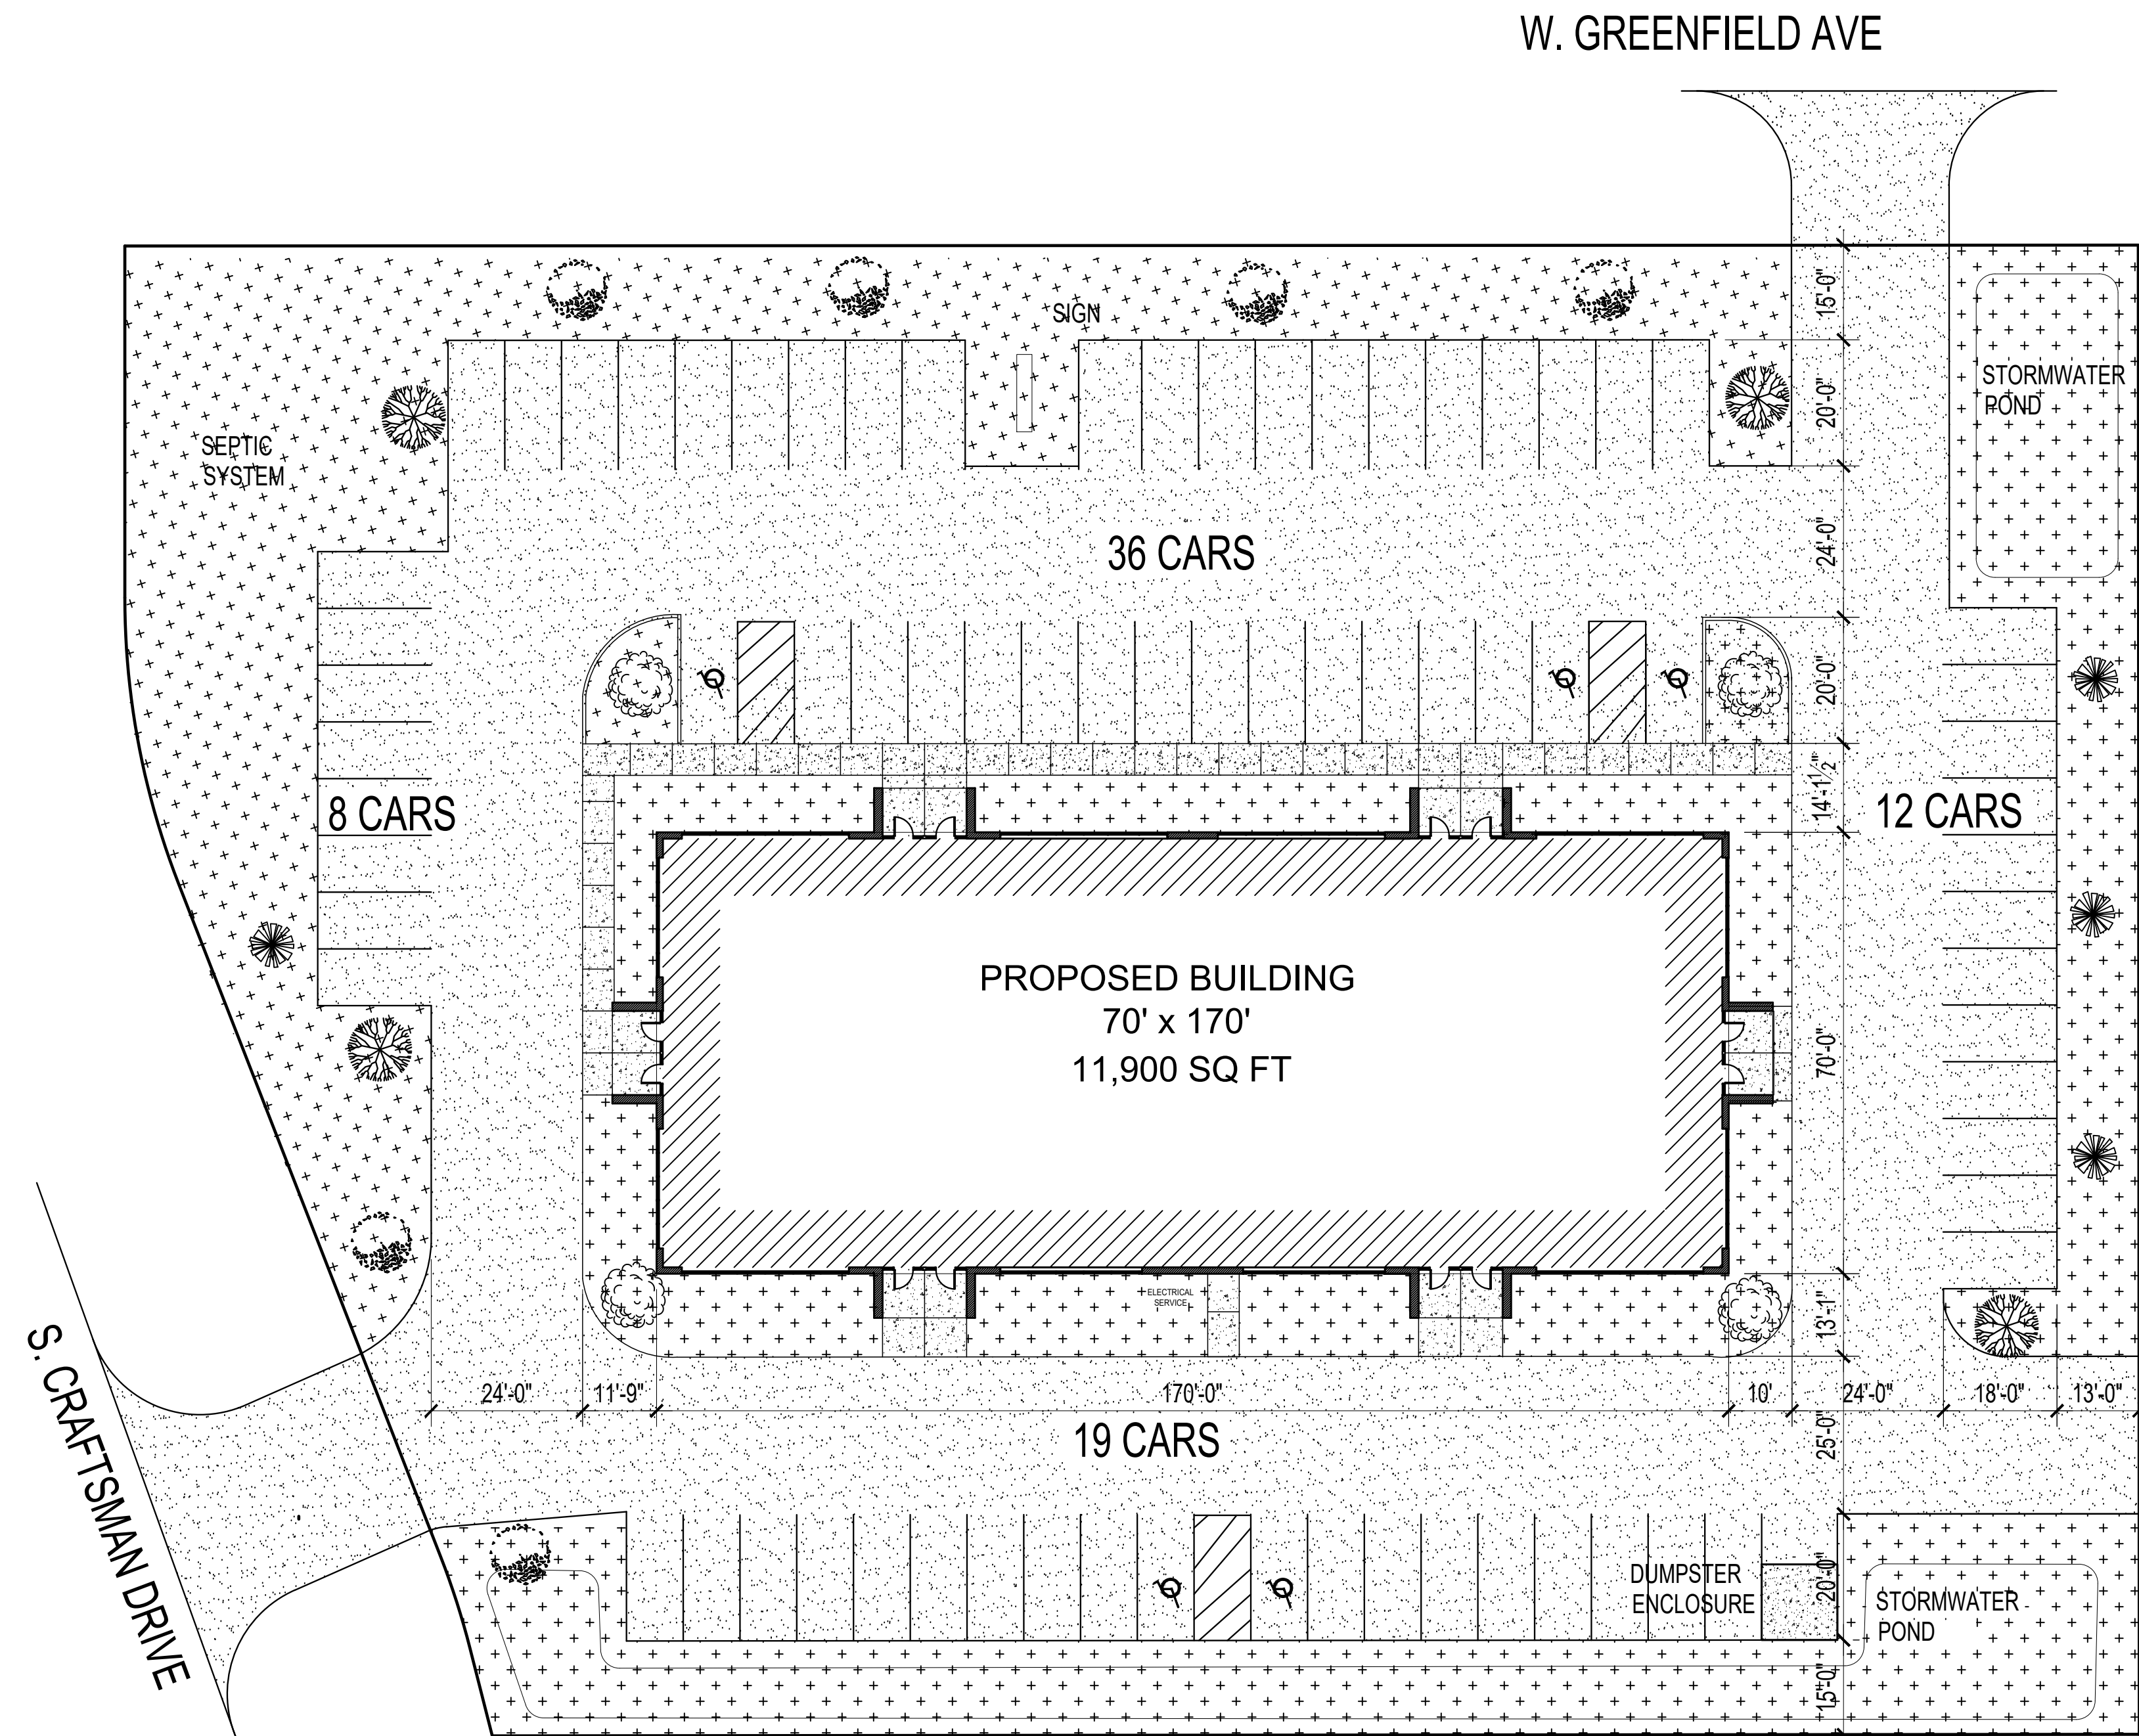 W. GREENFIELD AVE
15'-0"
SIGN
STORMWATER
POND
20'-0"
SEPTIC
SYSTEM
24'-0"
36 CARS
20'-0"
14'-1 1/2"
8 CARS
12 CARS
PROPOSED BUILDING
70' x 170'
11,900 SQ FT
70'-0"
ELECTRICAL
SERVICE
13'-1"
24'-0"
11'-9"
170'-0"
10'
24'-0"
18'-0"
13'-0"
19 CARS
25'-0"
S. CRAFTSMAN DRIVE
DUMPSTER
ENCLOSURE
20'-0"
STORMWATER
POND
15'-0"